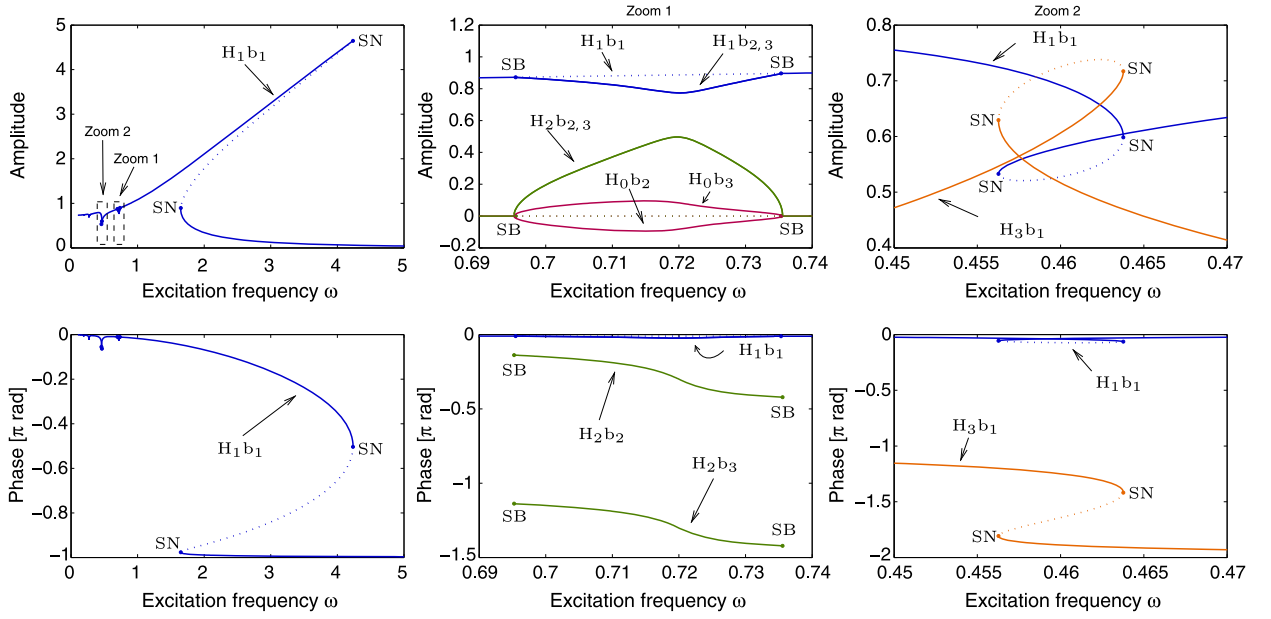 5
4
3
2
1
0
0
1
2
3
4
5
Amplitude
Excitation frequency ω
H₁b₁
SN
SN
Zoom 2
Zoom 1
Zoom 1
1.2
1
0.8
0.6
0.4
0.2
0
−0.2
0.69
0.7
0.71
0.72
0.73
0.74
Amplitude
Excitation frequency ω
SB
H₁b₁
H₁b₂,₃
SB
H₂b₂,₃
H₀b₂
H₀b₃
SB
SB
Zoom 2
0.8
0.7
0.6
0.5
0.4
0.45
0.455
0.46
0.465
0.47
Amplitude
Excitation frequency ω
H₁b₁
SN
SN
SN
SN
H₃b₁
0
−0.2
−0.4
−0.6
−0.8
−1
0
1
2
3
4
5
Phase [π rad]
Excitation frequency ω
H₁b₁
SN
SN
0
−0.5
−1
−1.5
0.69
0.7
0.71
0.72
0.73
0.74
Phase [π rad]
Excitation frequency ω
H₁b₁
SB
SB
H₂b₂
H₂b₃
SB
SB
0
−0.5
−1
−1.5
−2
0.45
0.455
0.46
0.465
0.47
Phase [π rad]
Excitation frequency ω
H₁b₁
H₃b₁
SN
SN